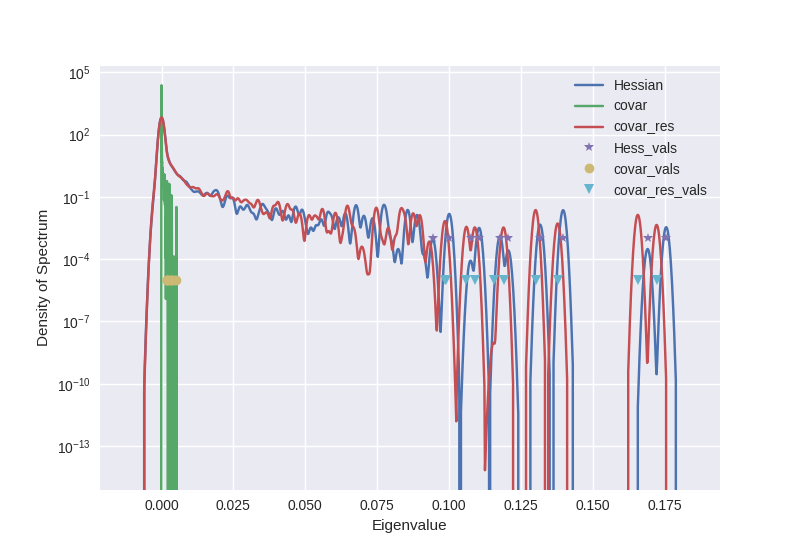 10^5
10^2
10^−1
10^−4
10^−7
10^−10
10^−13
Density of Spectrum
Hessian
covar
covar_res
Hess_vals
covar_vals
covar_res_vals
0.000 0.025 0.050 0.075 0.100 0.125 0.150 0.175
Eigenvalue